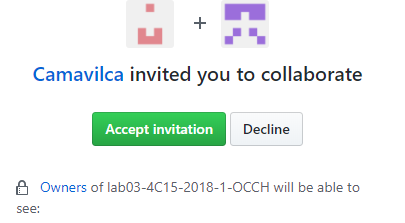 +
Camavilca invited you to collaborate
Accept invitation
Decline
Owners of lab03-4C15-2018-1-OCCH will be able to
see: